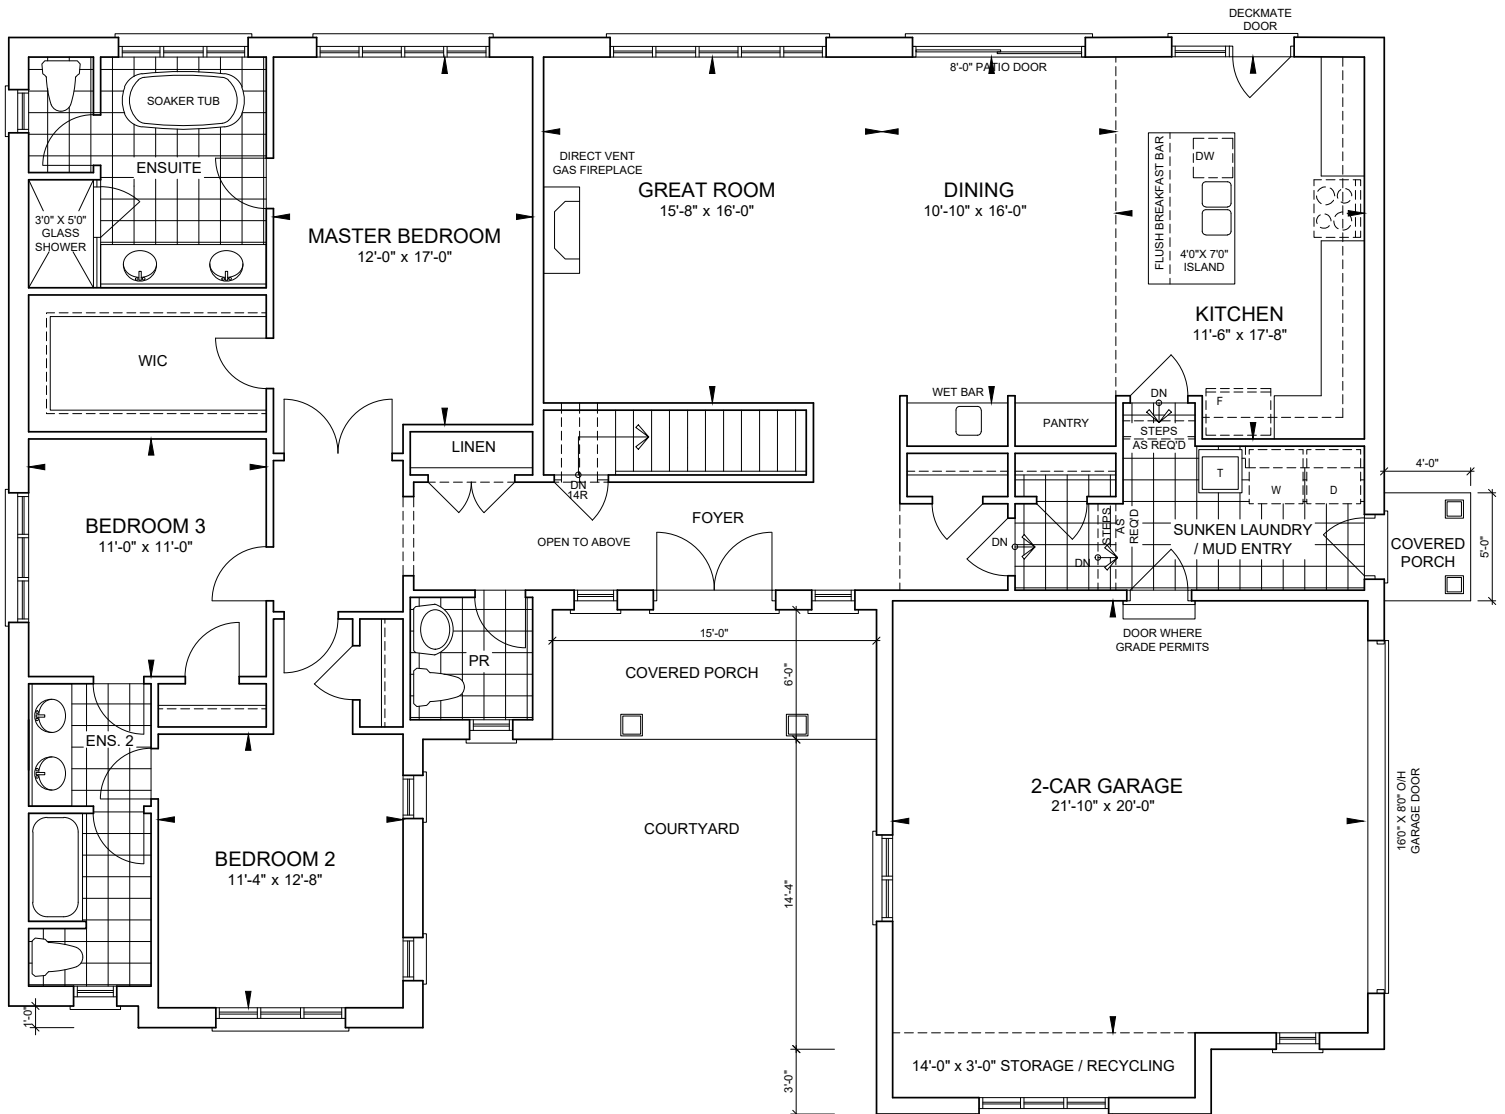 DECKMATE
DOOR
8'-0" PATIO DOOR
SOAKER TUB
ENSUITE
3'0" X 5'0"
GLASS
SHOWER
MASTER BEDROOM
12'-0" x 17'-0"
DIRECT VENT
GAS FIREPLACE
GREAT ROOM
15'-8" x 16'-0"
DINING
10'-10" x 16'-0"
FLUSH BREAKFAST BAR
DW
4'0"X 7'0"
ISLAND
KITCHEN
11'-6" x 17'-8"
WIC
WET BAR
PANTRY
DN
STEPS
AS REQ'D
F
LINEN
DN
14R
T
W
D
4'-0"
BEDROOM 3
11'-0" x 11'-0"
FOYER
OPEN TO ABOVE
DN
STEPS
AS
REQ'D
DN
SUNKEN LAUNDRY
/ MUD ENTRY
COVERED
PORCH
5'-0"
15'-0"
DOOR WHERE
GRADE PERMITS
PR
COVERED PORCH
6'-0"
ENS. 2
2-CAR GARAGE
21'-10" x 20'-0"
16'0" X 8'0" O/H
GARAGE DOOR
COURTYARD
BEDROOM 2
11'-4" x 12'-8"
14'-4"
1'-0"
14'-0" x 3'-0" STORAGE / RECYCLING
3'-0"